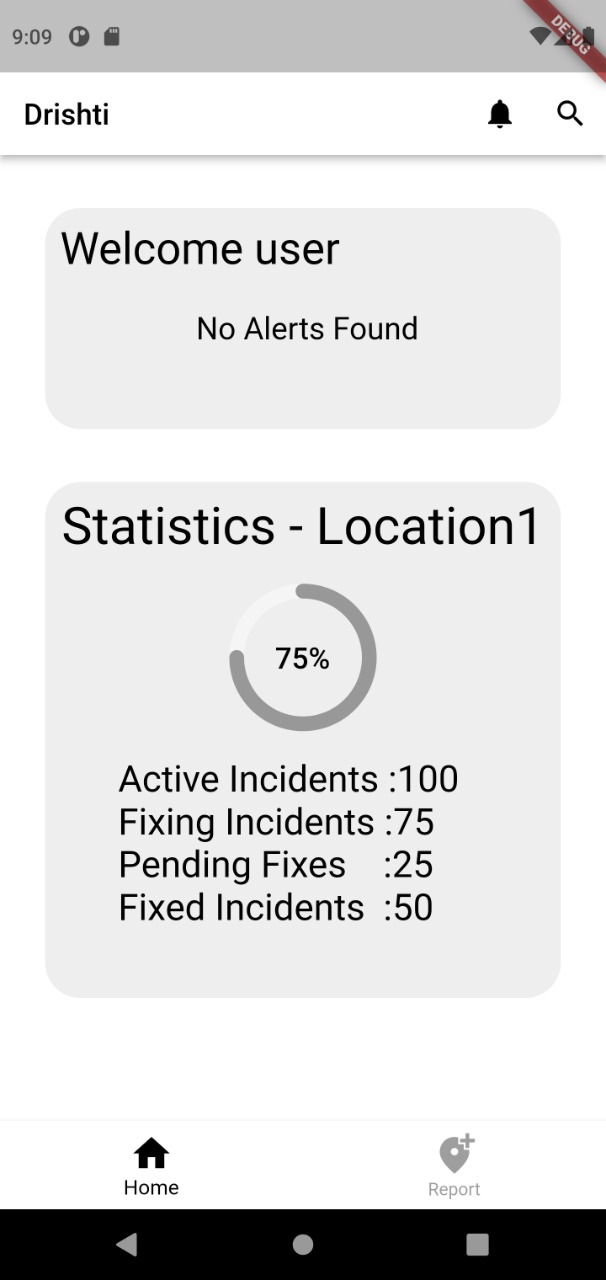 9:09
DEBUG
Drishti
Welcome user
No Alerts Found
Statistics - Location1
75%
Active Incidents :100
Fixing Incidents :75
Pending Fixes    :25
Fixed Incidents  :50
Home
Report